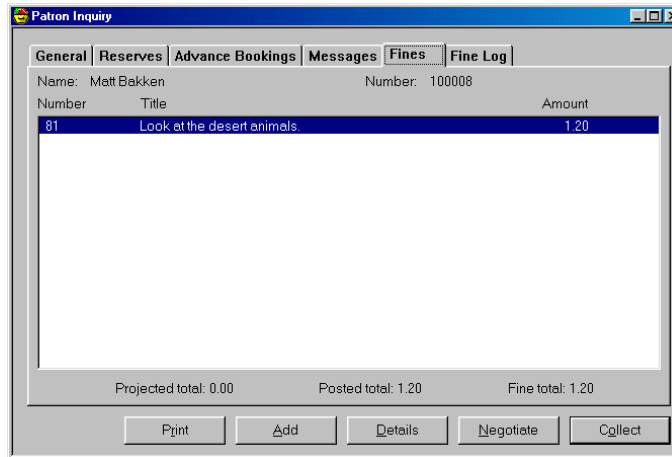 Patron Inquiry
General Reserves Advance Bookings Messages Fines Fine Log
Name: Matt Bakken Number: 100008
Number Title Amount
81 Look at the desert animals. 1.20
Projected total: 0.00 Posted total: 1.20 Fine total: 1.20
Print Add Details Negotiate Collect